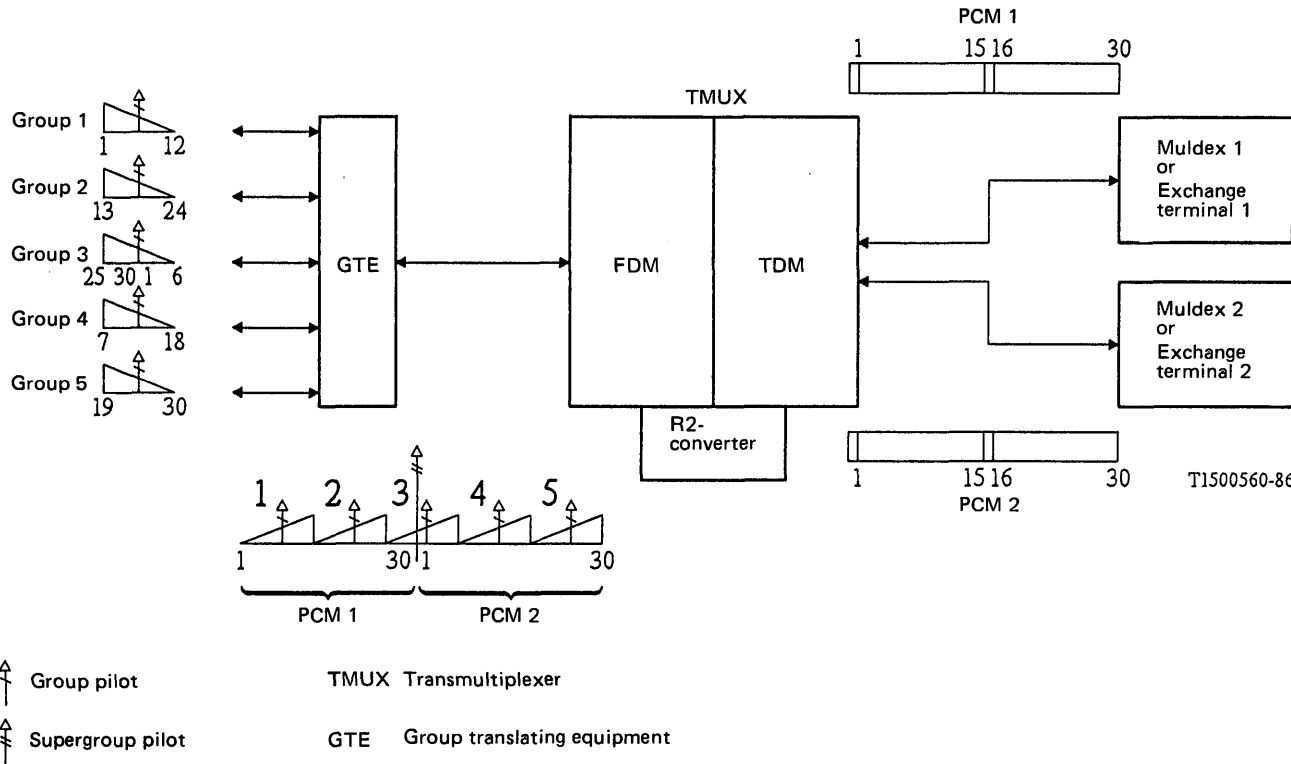 PCM 1
1 15 16 30
TMUX
Group 1
1 12
Group 2
13 24
Group 3
25 30 1 6
Group 4
7 18
Group 5
19 30
GTE
FDM
TDM
R2-
converter
Muldex 1
or
Exchange
terminal 1
Muldex 2
or
Exchange
terminal 2
1 15 16 30
PCM 2
T1500560-86
1 2 3 4 5
1 30 1 30
PCM 1 PCM 2
Group pilot
TMUX Transmultiplexer
Supergroup pilot
GTE Group translating equipment